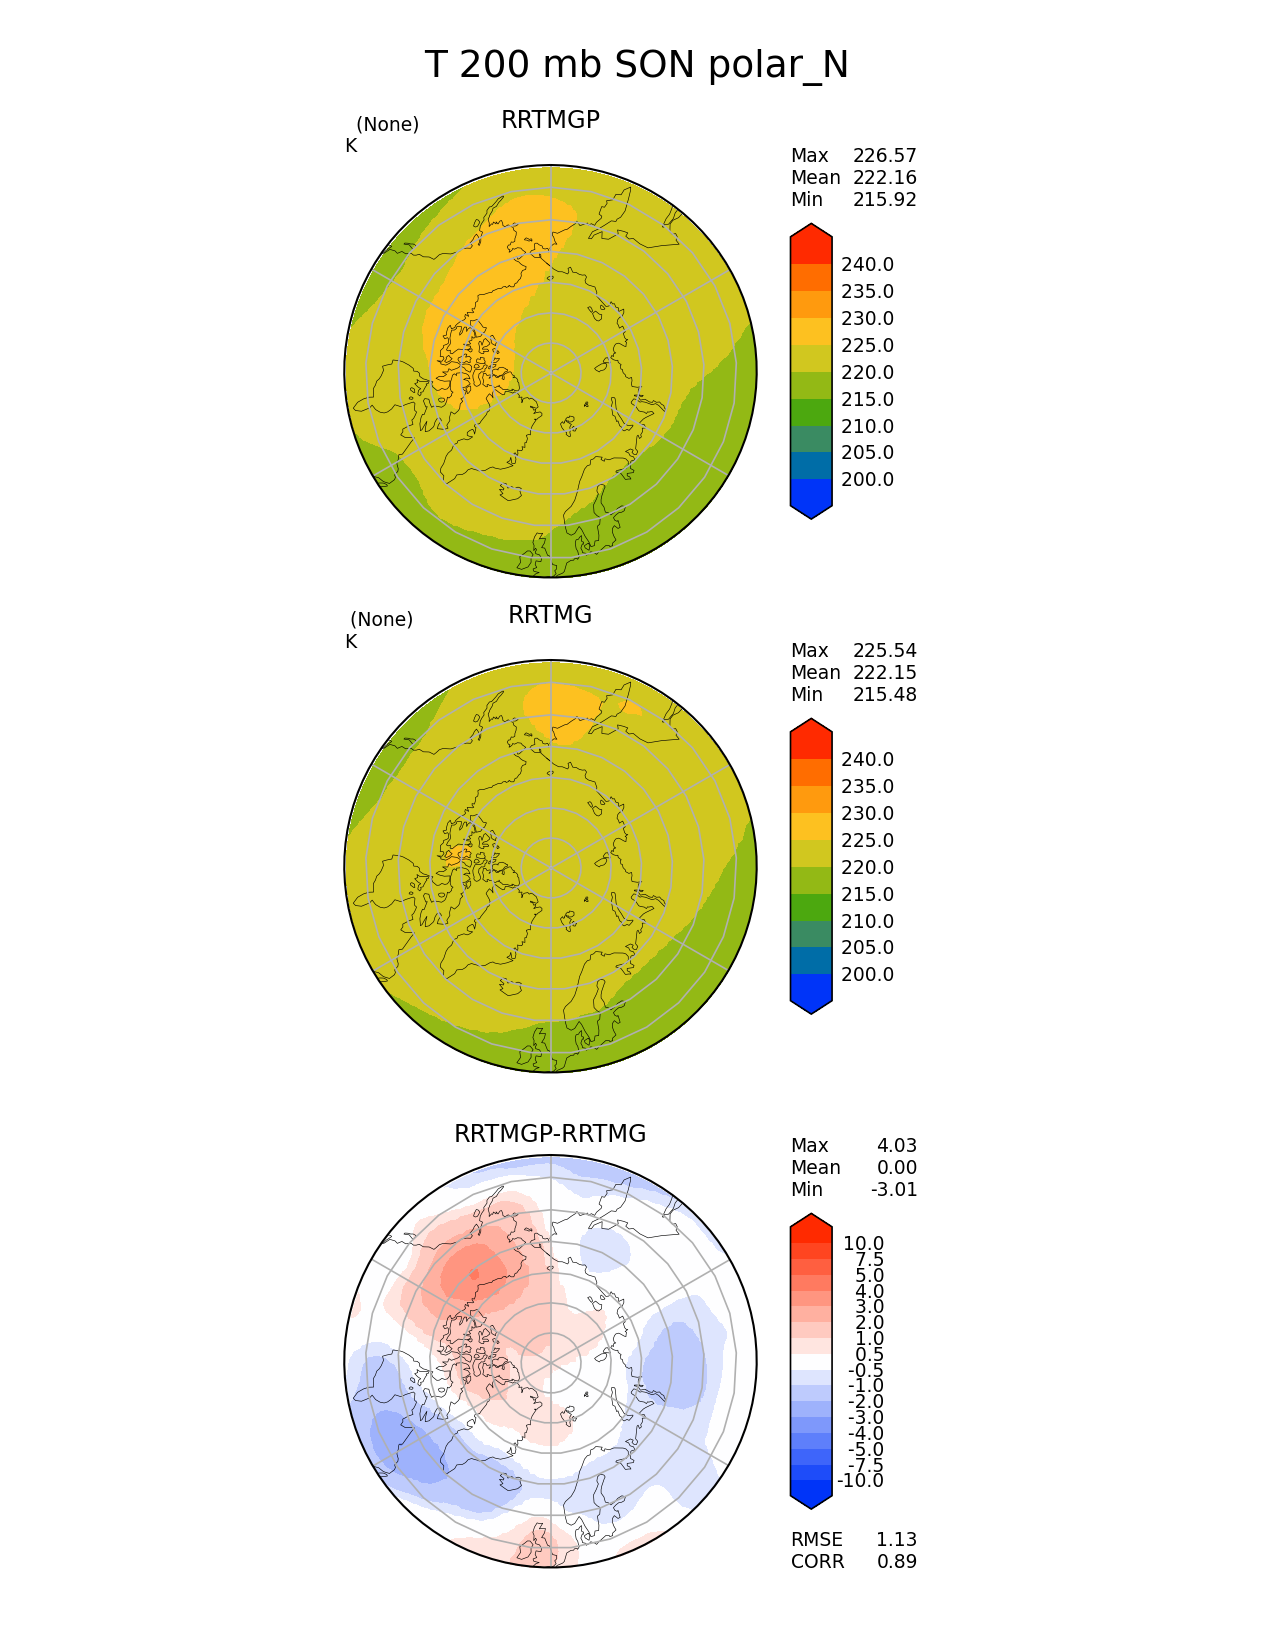 T 200 mb SON polar_N
RRTMGP
(None)
K
Max 226.57
Mean 222.16
Min 215.92
240.0
235.0
230.0
225.0
220.0
215.0
210.0
205.0
200.0
RRTMG
(None)
K
Max 225.54
Mean 222.15
Min 215.48
240.0
235.0
230.0
225.0
220.0
215.0
210.0
205.0
200.0
RRTMGP-RRTMG
Max 4.03
Mean 0.00
Min -3.01
10.0
7.5
5.0
4.0
3.0
2.0
1.0
0.5
-0.5
-1.0
-2.0
-3.0
-4.0
-5.0
-7.5
-10.0
RMSE 1.13
CORR 0.89